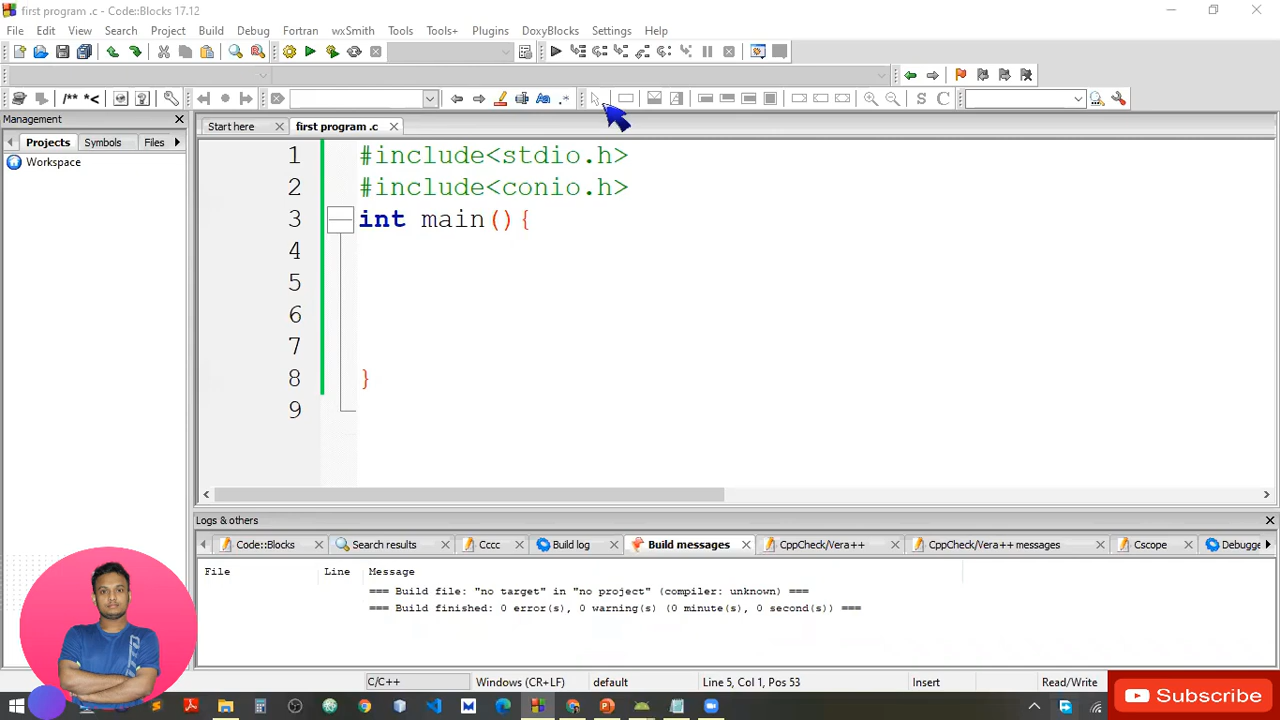 first program .c - Code::Blocks 17.12
File Edit View Search Project Build Debug Fortran wxSmith Tools Tools+ Plugins DoxyBlocks Settings Help
/** *<
.*
S C
Management
Projects Symbols Files
Workspace
Start here first program .c
1 #include<stdio.h>
2 #include<conio.h>
3 int main(){
4
5
6
7
8 }
9
Logs & others
Code::Blocks Search results Cccc Build log Build messages CppCheck/Vera++ CppCheck/Vera++ messages Cscope Debugge
File Line Message
=== Build file: "no target" in "no project" (compiler: unknown) ===
=== Build finished: 0 error(s), 0 warning(s) (0 minute(s), 0 second(s)) ===
C/C++ Windows (CR+LF) default Line 5, Col 1, Pos 53 Insert Read/Write
Subscribe